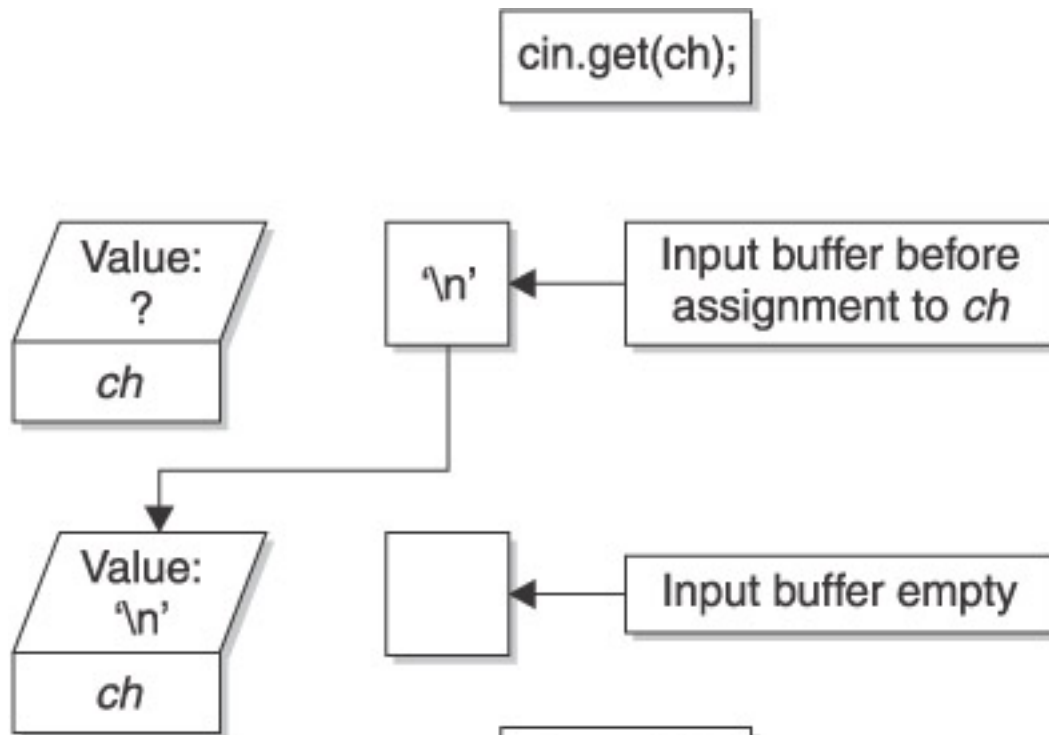 cin.get(ch);
Value:
?
ch
‘\n’
Input buffer before
assignment to ch
Value:
‘\n’
ch
Input buffer empty